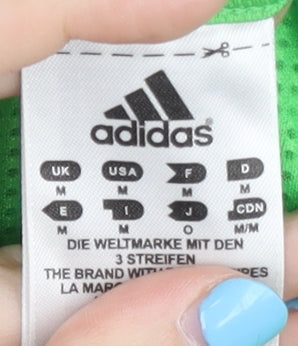 adidas®
UK USA F D
M M M M
E I J CDN
M M O M/M
DIE WELTMARKE MIT DEN
3 STREIFEN
THE BRAND WITH
LA